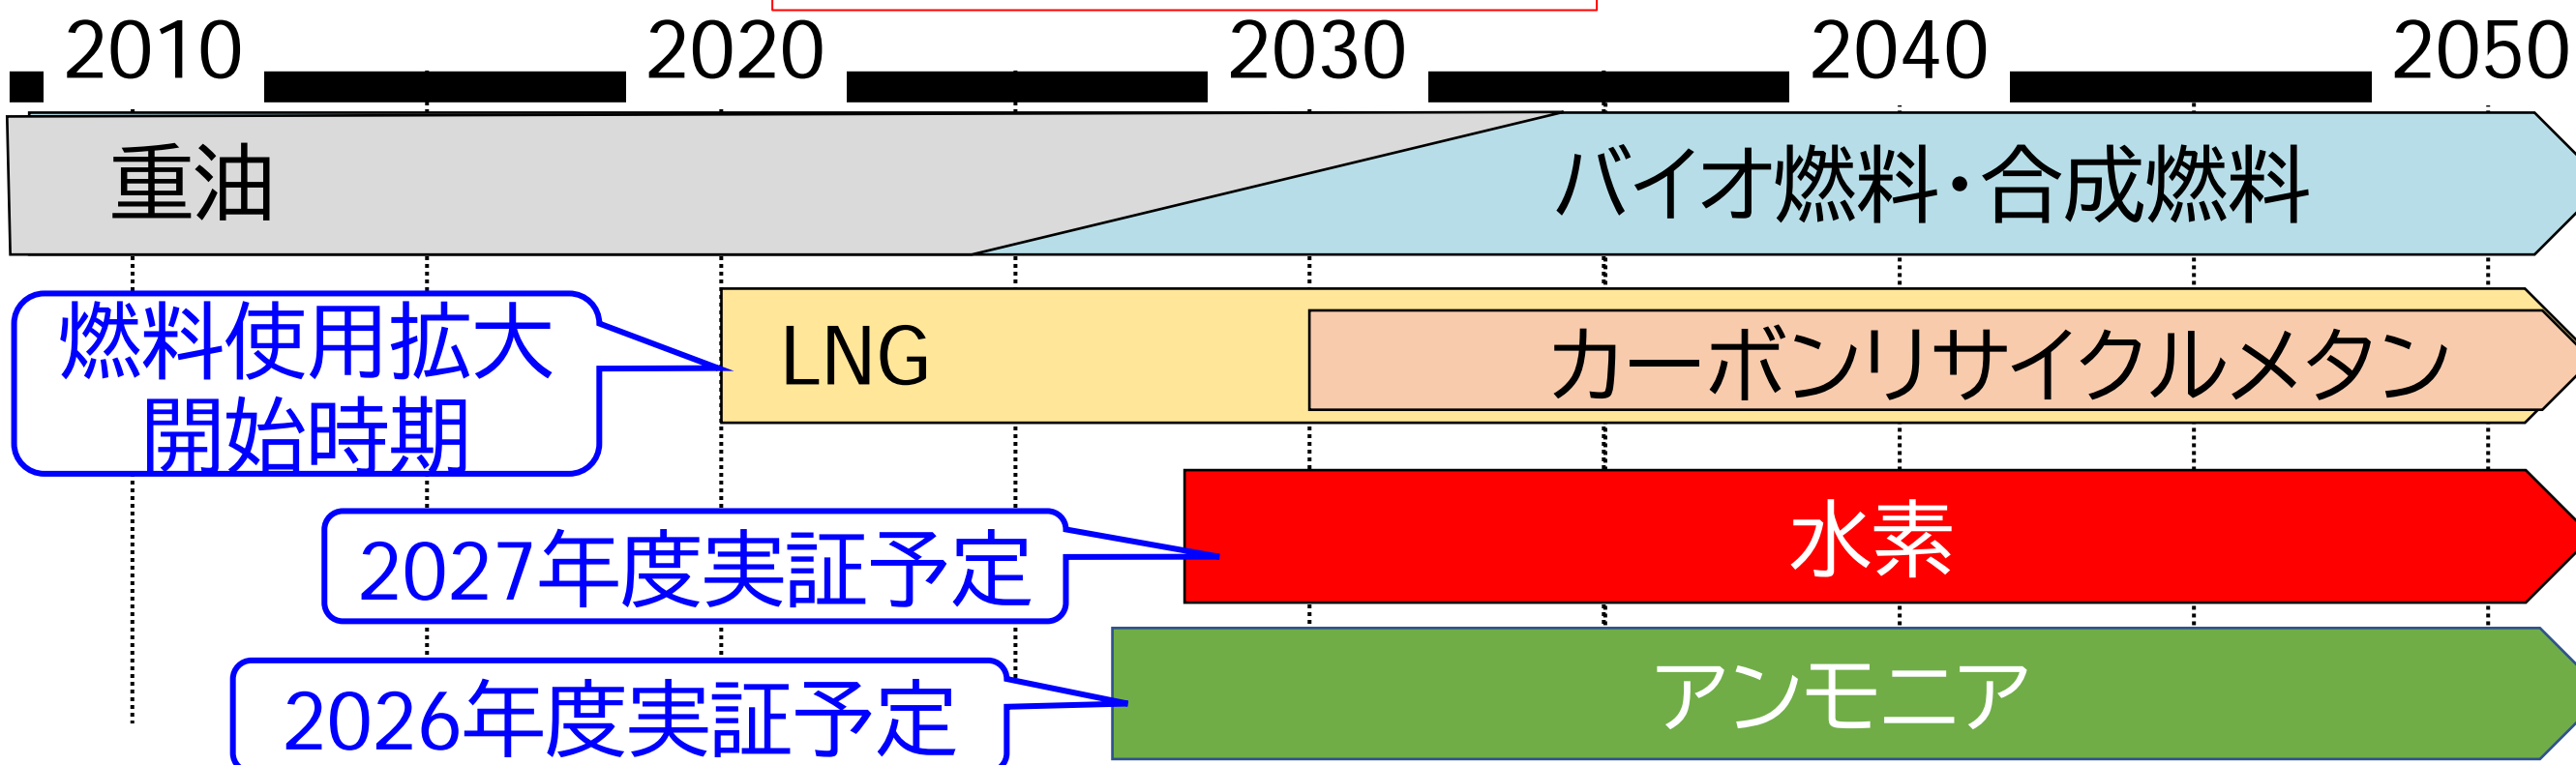 2010 2020 2030 2040 2050
重油
バイオ燃料・合成燃料
燃料使用拡大
開始時期
LNG
カーボンリサイクルメタン
水素
2027年度実証予定
アンモニア
2026年度実証予定